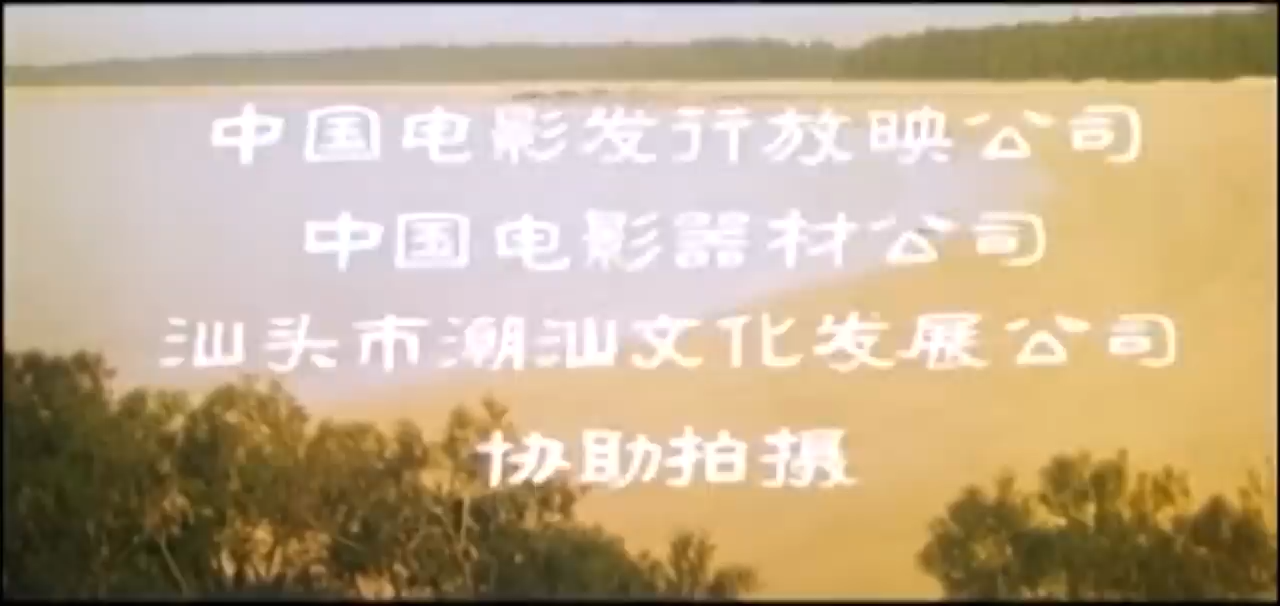 中国电影发行放映公司
中国电影器材公司
汕头市潮汕文化发展公司
协助拍摄